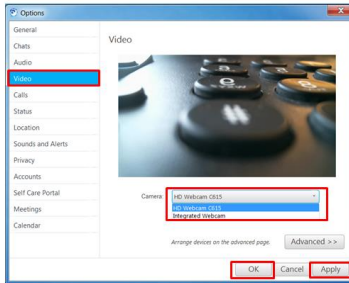 Options
General
Chats
Audio
Video
Calls
Status
Location
Sounds and Alerts
Privacy
Accounts
Self Care Portal
Meetings
Calendar
Video
Camera: HD Webcam C615
HD Webcam C615
Integrated Webcam
Arrange devices on the advanced page.
Advanced >>
OK
Cancel
Apply